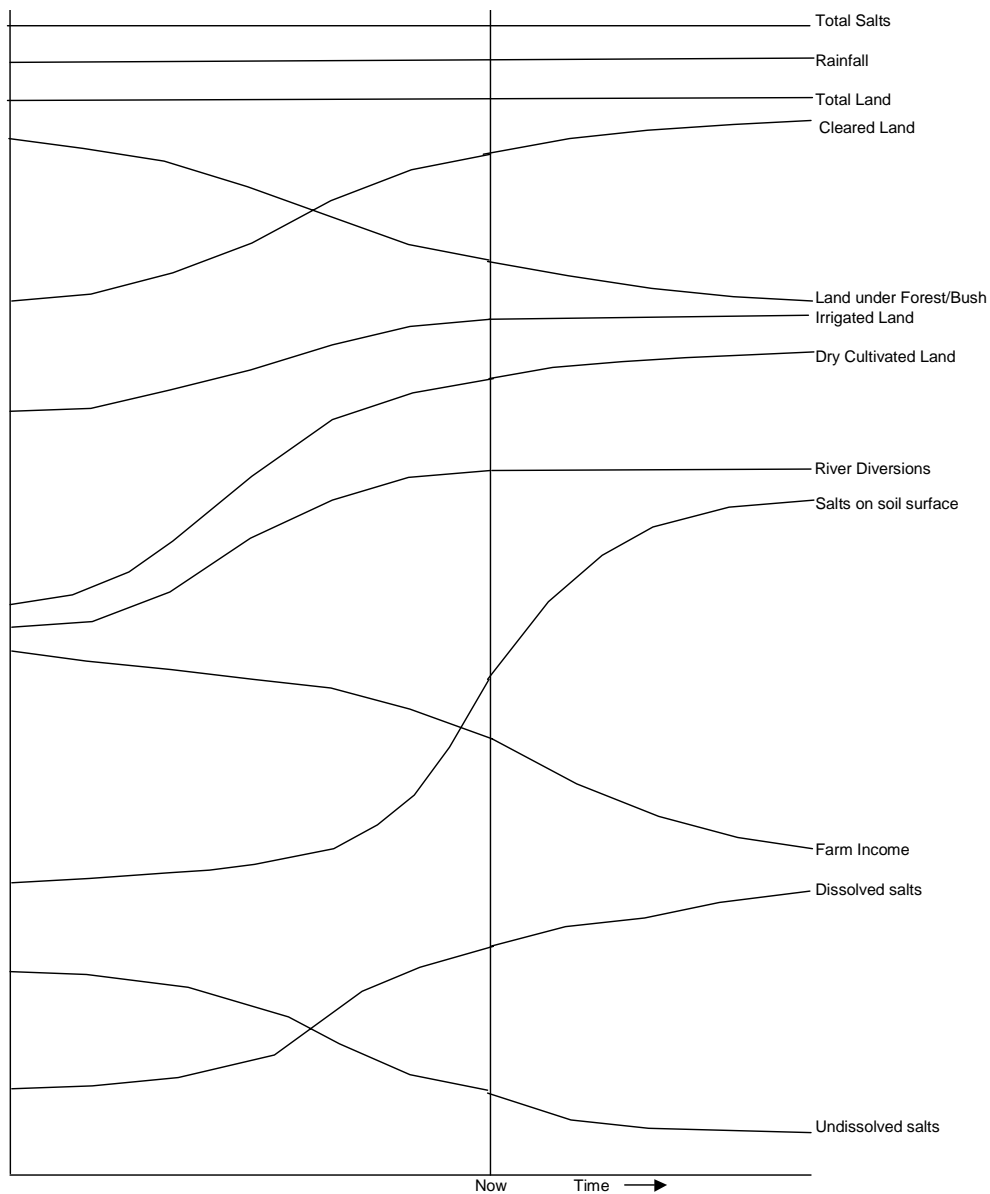 Total Salts
Rainfall
Total Land
Cleared Land
Land under Forest/Bush
Irrigated Land
Dry Cultivated Land
River Diversions
Salts on soil surface
Farm Income
Dissolved salts
Undissolved salts
Now Time